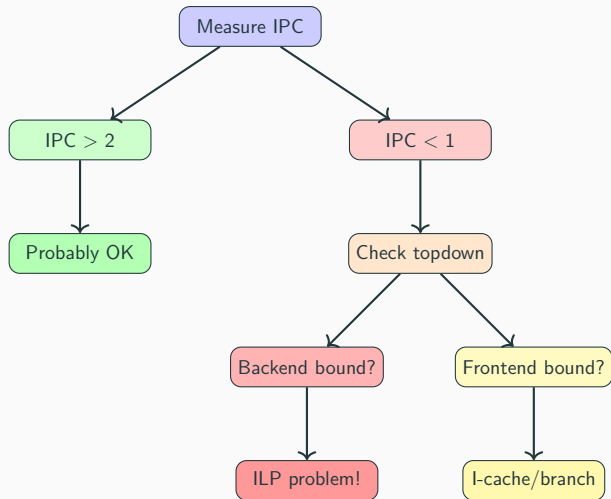 Measure IPC
IPC > 2
IPC < 1
Probably OK
Check topdown
Backend bound?
Frontend bound?
ILP problem!
I-cache/branch